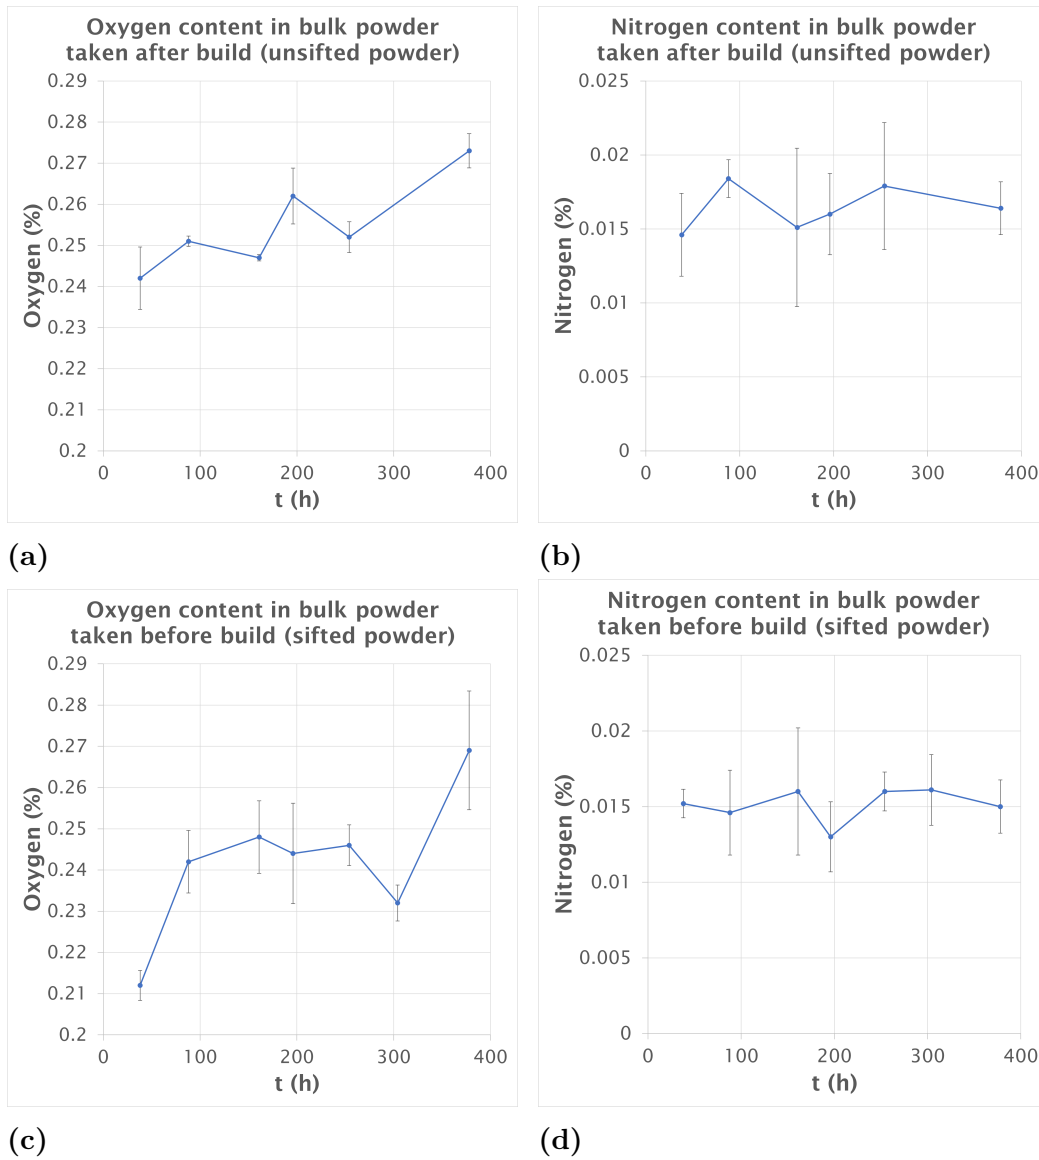 Oxygen content in bulk powder
taken after build (unsifted powder)
0.29
0.28
0.27
0.26
0.25
0.24
0.23
0.22
0.21
0.2
Oxygen (%)
0 100 200 300 400
t (h)
(a)
Nitrogen content in bulk powder
taken after build (unsifted powder)
0.025
0.02
0.015
0.01
0.005
0
Nitrogen (%)
0 100 200 300 400
t (h)
(b)
Oxygen content in bulk powder
taken before build (sifted powder)
0.29
0.28
0.27
0.26
0.25
0.24
0.23
0.22
0.21
0.2
Oxygen (%)
0 100 200 300 400
t (h)
(c)
Nitrogen content in bulk powder
taken before build (sifted powder)
0.025
0.02
0.015
0.01
0.005
0
Nitrogen (%)
0 100 200 300 400
t (h)
(d)